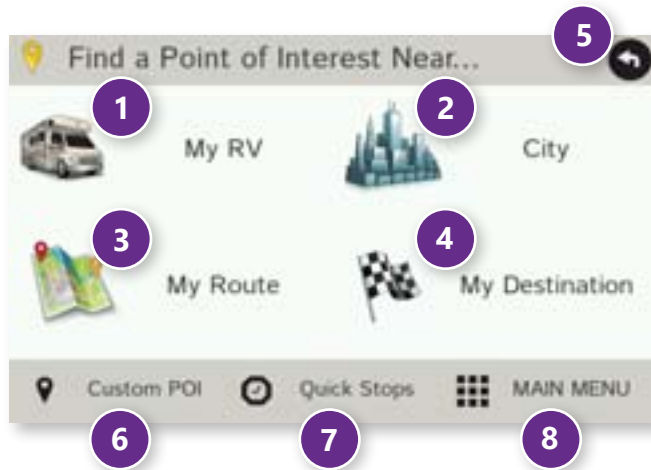 5
Find a Point of Interest Near...
1
2
My RV
City
3
4
My Route
My Destination
Custom POI
Quick Stops
MAIN MENU
6
7
8